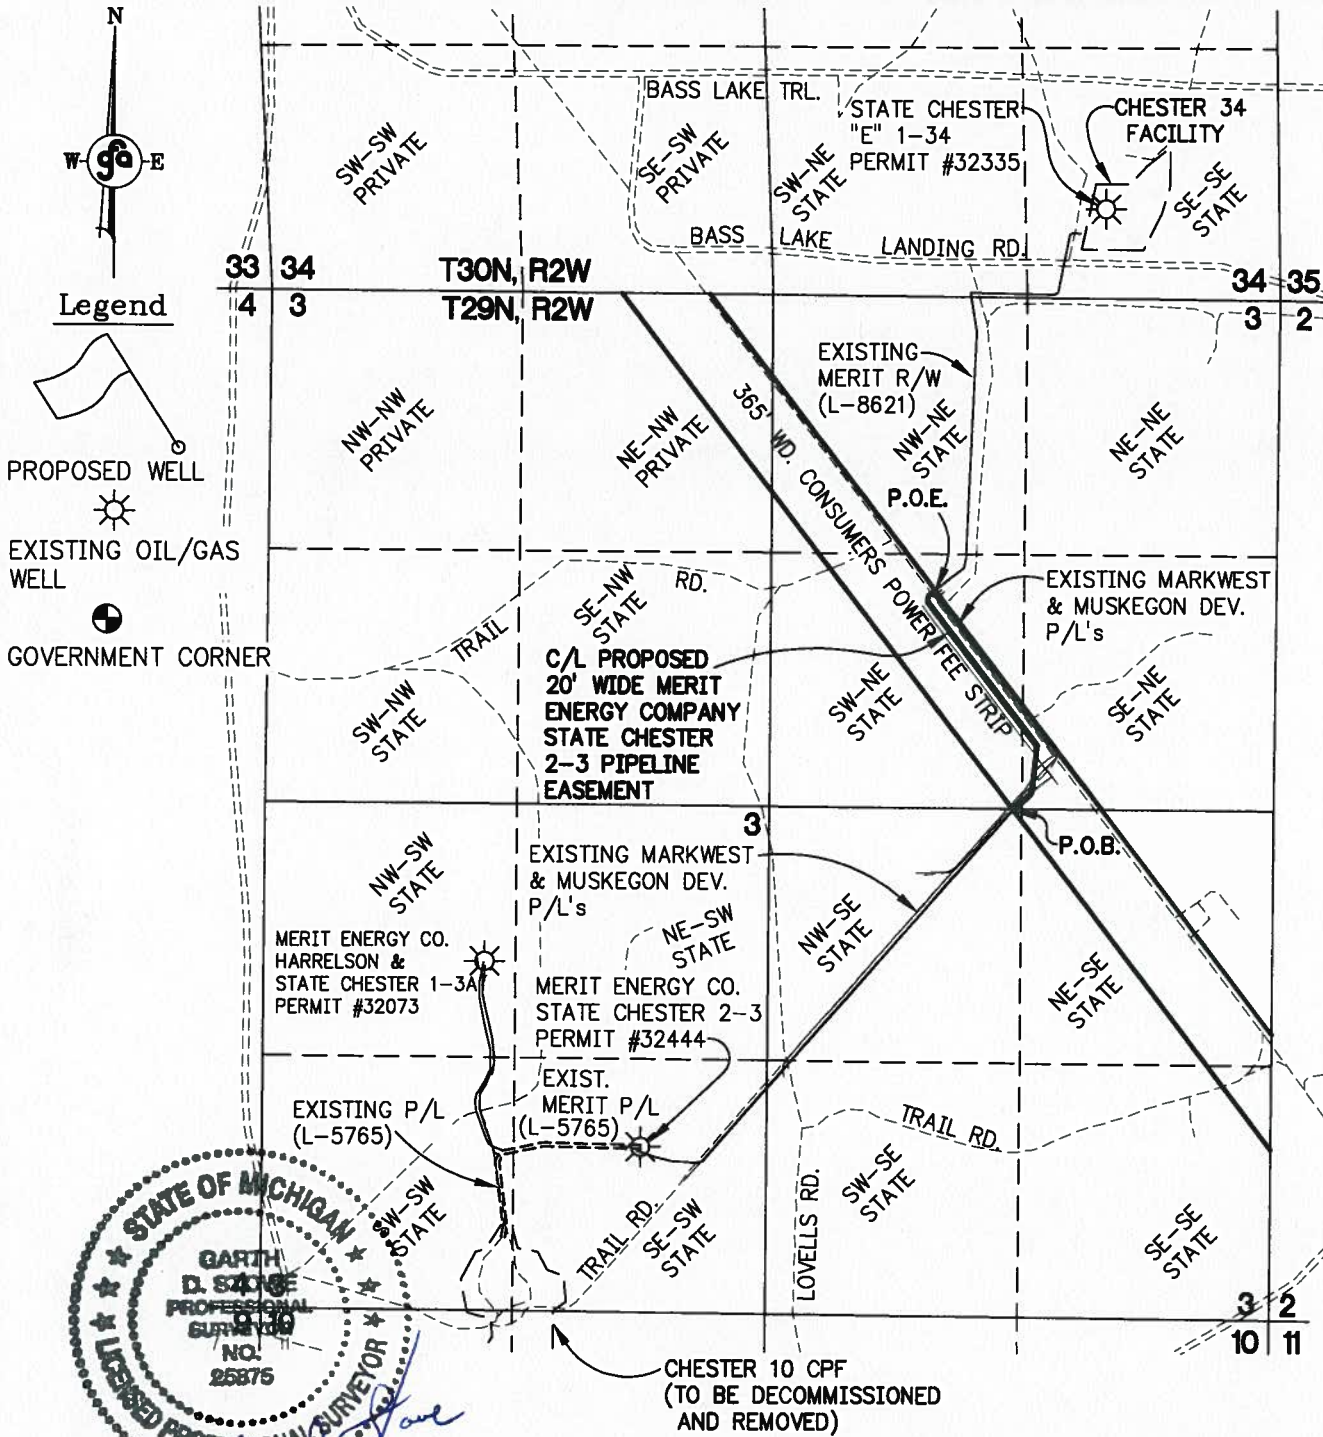 N
W
gfa
E
Legend
PROPOSED WELL
EXISTING OIL/GAS
WELL
GOVERNMENT CORNER
BASS LAKE TRL.
STATE CHESTER
"E" 1-34
PERMIT #32335
CHESTER 34
FACILITY
SW-SW
PRIVATE
SE-SW
PRIVATE
SW-NE
STATE
SE-SE
STATE
BASS LAKE LANDING RD.
33 34
T30N, R2W
34 35
4 3
T29N, R2W
3 2
EXISTING
MERIT R/W
(L-8621)
NW-NW
PRIVATE
NE-NW
PRIVATE
365' WD. CONSUMERS POWER FEE STRIP
NW-NE
STATE
NE-NE
STATE
P.O.E.
EXISTING MARKWEST
& MUSKEGON DEV.
P/L's
TRAIL RD.
SE-NW
STATE
C/L PROPOSED
20' WIDE MERIT
ENERGY COMPANY
STATE CHESTER
2-3 PIPELINE
EASEMENT
SW-NW
STATE
SW-NE
STATE
SE-NE
STATE
3
P.O.B.
EXISTING MARKWEST
& MUSKEGON DEV.
P/L's
NW-SW
STATE
NE-SW
STATE
NW-SE
STATE
NE-SE
STATE
MERIT ENERGY CO.
HARRELSON &
STATE CHESTER 1-3A
PERMIT #32073
MERIT ENERGY CO.
STATE CHESTER 2-3
PERMIT #32444
EXIST.
MERIT P/L
(L-5765)
EXISTING P/L
(L-5765)
TRAIL RD.
SW-SW
STATE
TRAIL RD.
SE-SW
STATE
LOVELLS RD.
SW-SE
STATE
SE-SE
STATE
STATE OF MICHIGAN
GARTH
D.
PROFESSIONAL
SURVEYOR
NO.
25875
LICENSED PROFESSIONAL SURVEYOR
4 3
9 10
3 2
10 11
CHESTER 10 CPF
(TO BE DECOMMISSIONED
AND REMOVED)